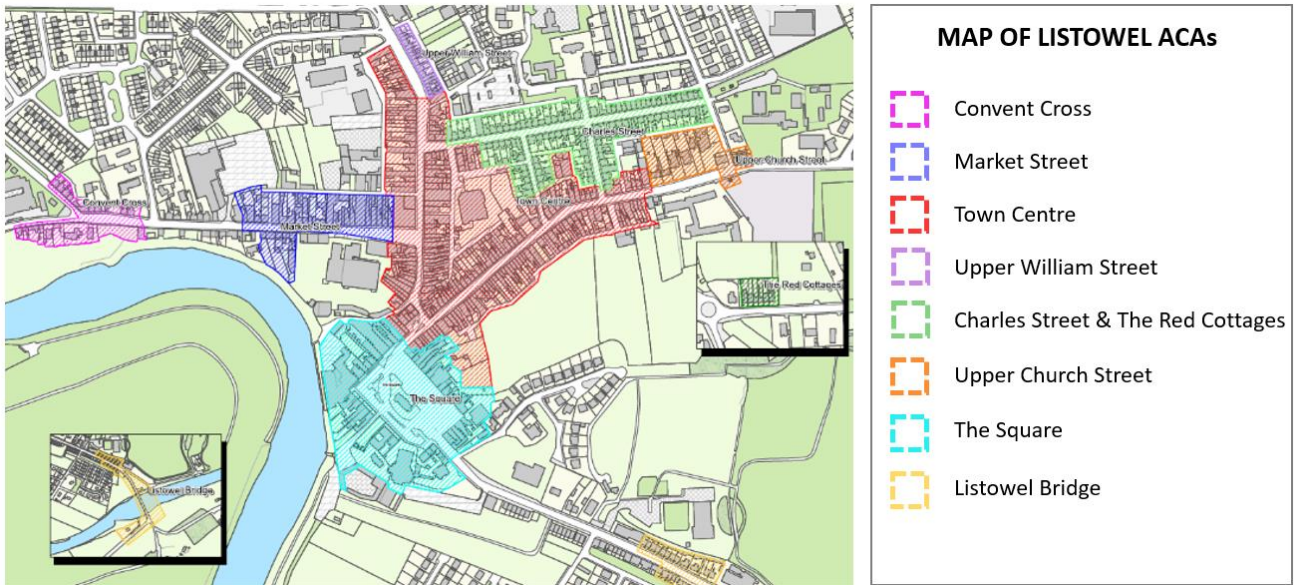 Upper William Street
Charles Street
Upper Church Street
Convent Cross
Town Centre
Market Street
The Red Cottages
The Square
Listowel Bridge
MAP OF LISTOWEL ACAs
Convent Cross
Market Street
Town Centre
Upper William Street
Charles Street & The Red Cottages
Upper Church Street
The Square
Listowel Bridge